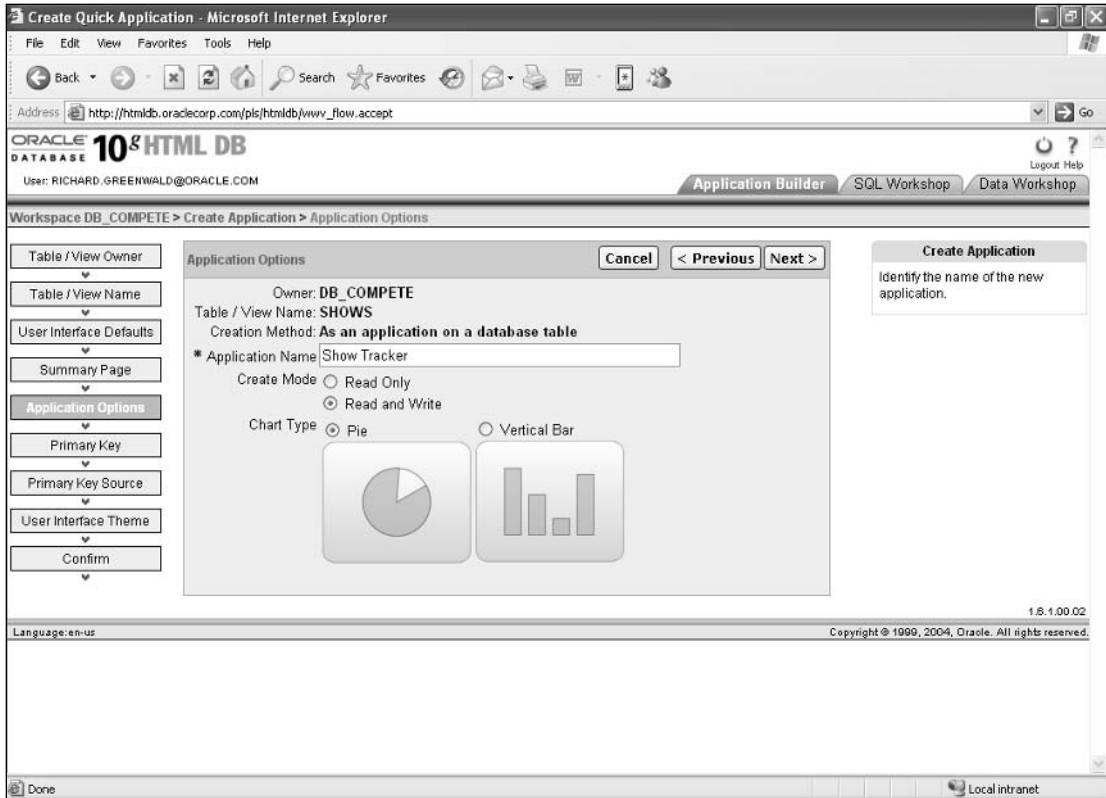 Create Quick Application - Microsoft Internet Explorer
File Edit View Favorites Tools Help
Back Search Favorites
Address http://htmldb.oraclecorp.com/pls/htmldb/wwv_flow.accept Go
ORACLE DATABASE 10g HTML DB
Logout Help
User: RICHARD.GREENWALD@ORACLE.COM
Application Builder SQL Workshop Data Workshop
Workspace DB_COMPETE > Create Application > Application Options
Table / View Owner
Table / View Name
User Interface Defaults
Summary Page
Application Options
Primary Key
Primary Key Source
User Interface Theme
Confirm
Application Options Cancel < Previous Next >
Owner: DB_COMPETE
Table / View Name: SHOWS
Creation Method: As an application on a database table
* Application Name Show Tracker
Create Mode Read Only
Read and Write
Chart Type Pie Vertical Bar
Create Application
Identify the name of the new
application.
1.6.1.00.02
Language:en-us Copyright © 1999, 2004, Oracle. All rights reserved.
Done Local intranet